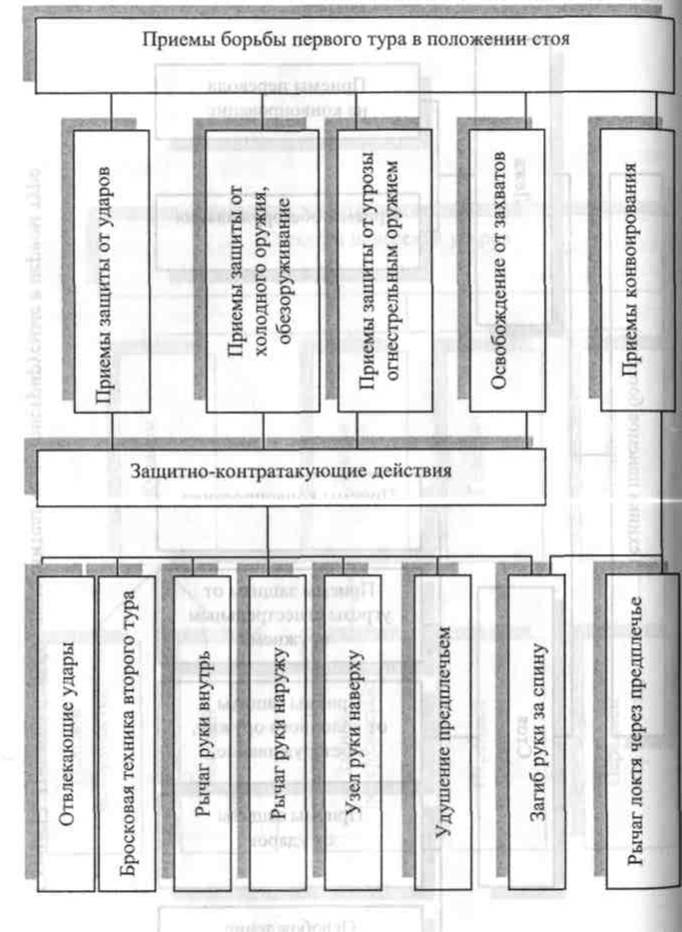 Приемы борьбы первого тура в положении стоя
Приемы защиты от ударов
Приемы защиты от
холодного оружия,
обезоруживание
Приемы защиты от угрозы
огнестрельным оружием
Освобождение от захватов
Приемы конвоирования
Защитно-контратакующие действия
Отвлекающие удары
Бросковая техника второго тура
Рычаг руки внутрь
Рычаг руки наружу
Узел руки наверху
Удушение предплечьем
Загиб руки за спину
Рычаг локтя через предплечье